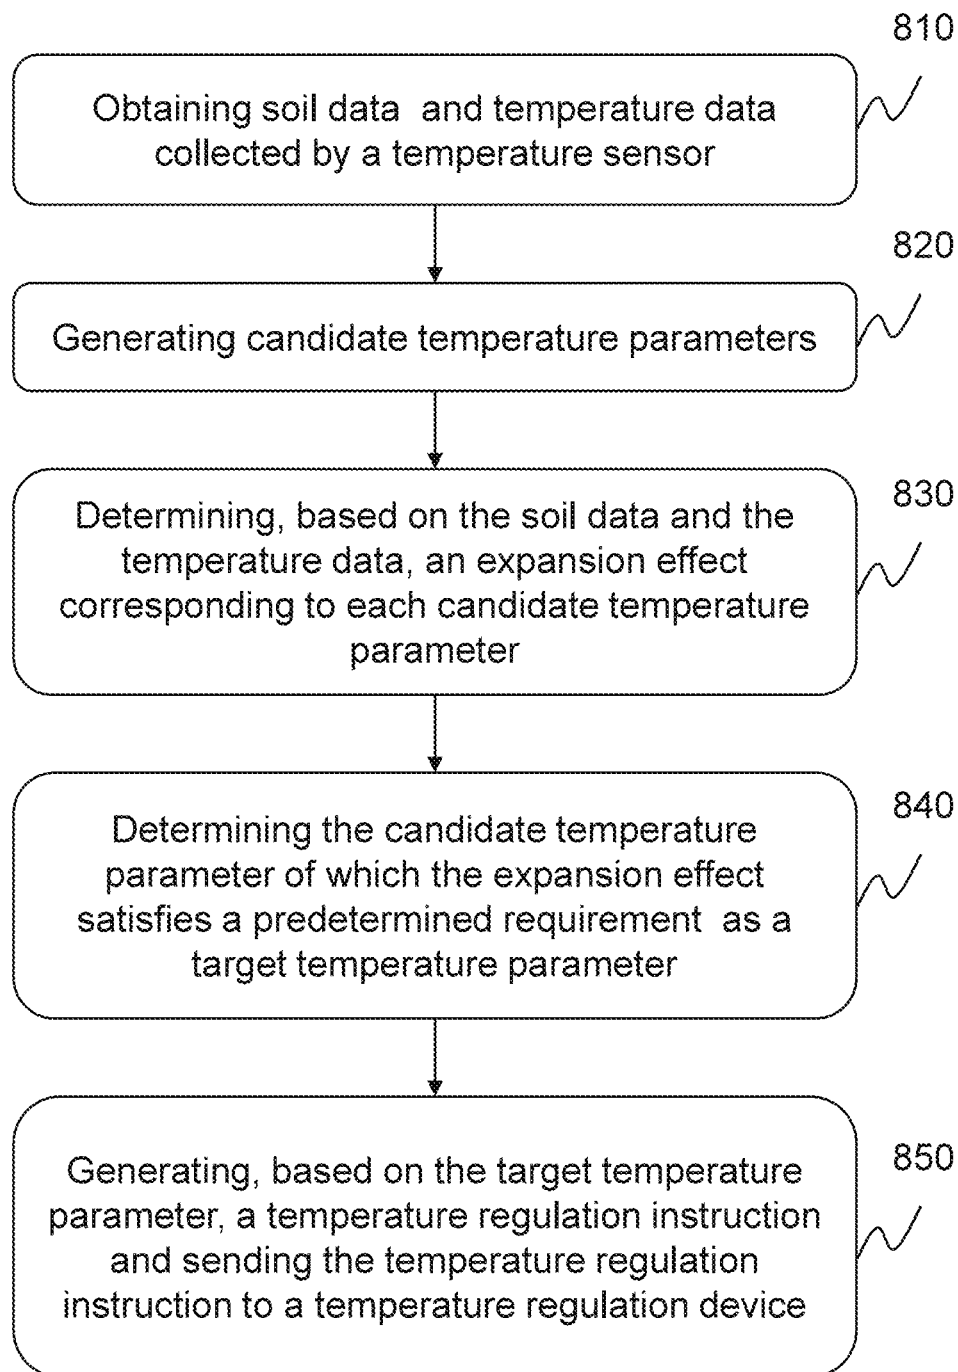 810
Obtaining soil data and temperature data
collected by a temperature sensor
820
Generating candidate temperature parameters
830
Determining, based on the soil data and the
temperature data, an expansion effect
corresponding to each candidate temperature
parameter
840
Determining the candidate temperature
parameter of which the expansion effect
satisfies a predetermined requirement as a
target temperature parameter
850
Generating, based on the target temperature
parameter, a temperature regulation instruction
and sending the temperature regulation
instruction to a temperature regulation device